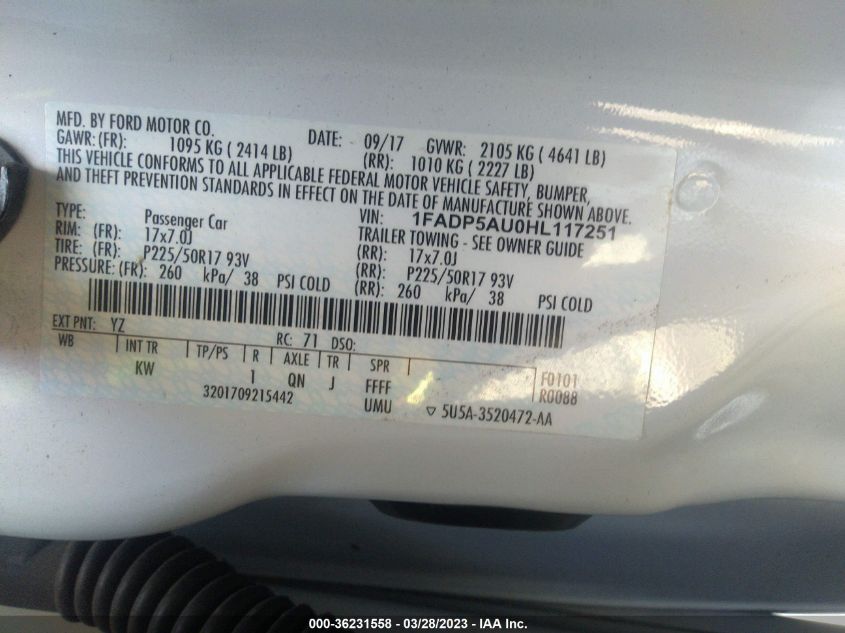 MFD. BY FORD MOTOR CO.
DATE: 09/17 GVWR: 2105 KG ( 4641 LB)
GAWR: (FR): 1095 KG ( 2414 LB) (RR): 1010 KG ( 2227 LB)
THIS VEHICLE CONFORMS TO ALL APPLICABLE FEDERAL MOTOR VEHICLE SAFETY, BUMPER,
AND THEFT PREVENTION STANDARDS IN EFFECT ON THE DATE OF MANUFACTURE SHOWN ABOVE.
VIN: 1FADP5AU0HL117251
TYPE: Passenger Car TRAILER TOWING - SEE OWNER GUIDE
RIM: (FR): 17x7.0J (RR): 17x7.0J
TIRE: (FR): P225/50R17 93V (RR): P225/50R17 93V
PRESSURE: (FR): 260 kPa/ 38 PSI COLD (RR): 260 kPa/ 38 PSI COLD
EXT PNT: YZ RC: 71 DSO:
WB INT TR TP/PS R AXLE TR SPR
KW 1 QN J FFFF F0101
3201709215442 UMU R0088
▽ 5U5A-3520472-AA
000-36231558 — 03/28/2023 — IAA Inc.